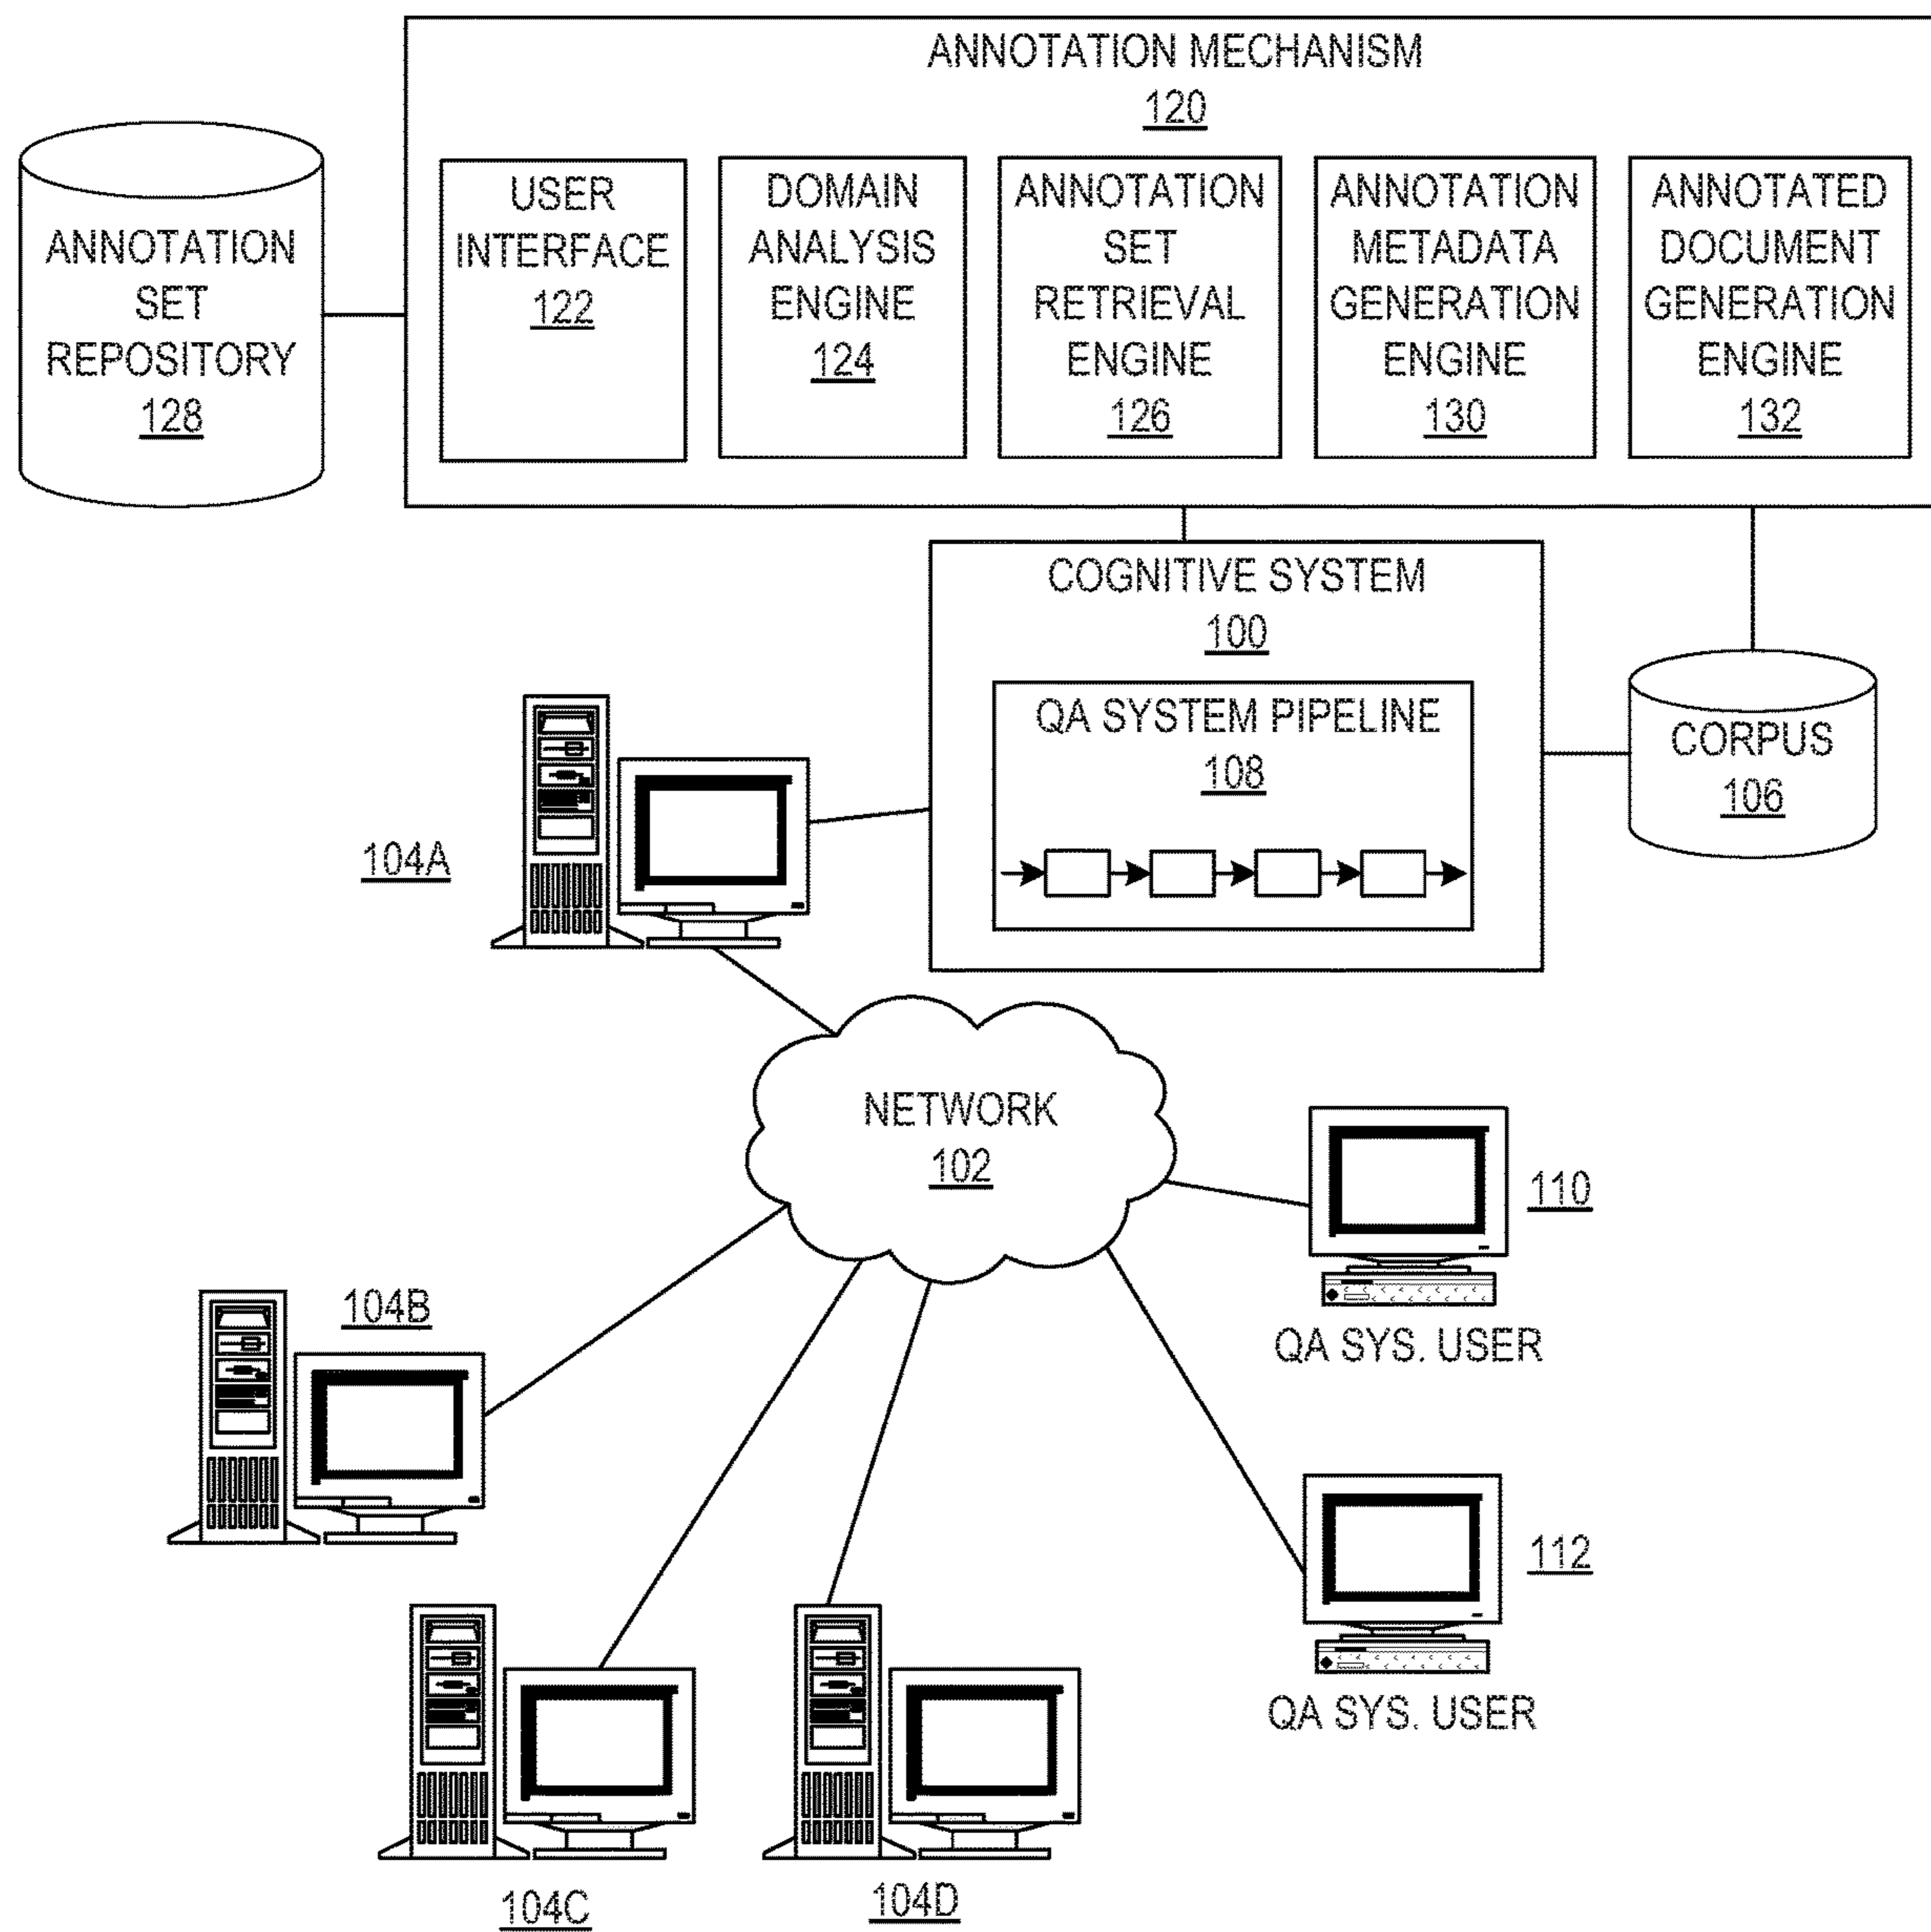 ANNOTATION MECHANISM
120
ANNOTATION
SET
REPOSITORY
128
USER
INTERFACE
122
DOMAIN
ANALYSIS
ENGINE
124
ANNOTATION
SET
RETRIEVAL
ENGINE
126
ANNOTATION
METADATA
GENERATION
ENGINE
130
ANNOTATED
DOCUMENT
GENERATION
ENGINE
132
COGNITIVE SYSTEM
100
QA SYSTEM PIPELINE
108
CORPUS
106
104A
NETWORK
102
110
QA SYS. USER
104B
112
QA SYS. USER
104C
104D